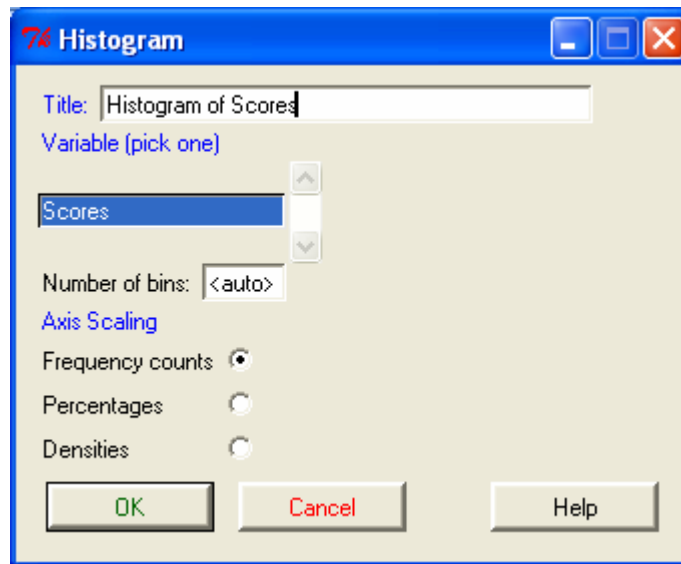 Histogram
Title: Histogram of Scores
Variable (pick one)
Scores
Number of bins: <auto>
Axis Scaling
Frequency counts
Percentages
Densities
OK Cancel Help